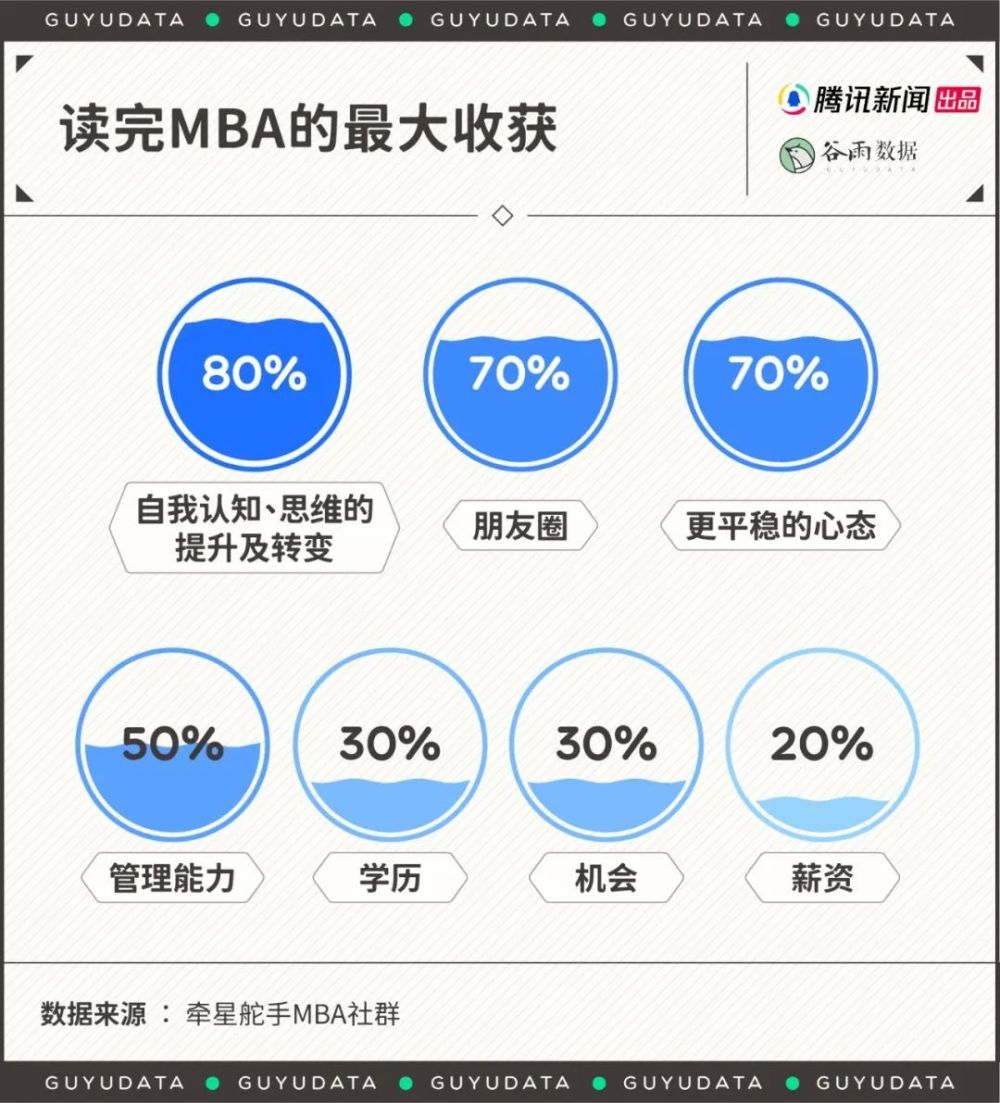 GUYUDATA GUYUDATA GUYUDATA GUYUDATA GUYUDATA
读完MBA的最大收获
腾讯新闻 出品
谷雨数据
GUYUDATA
80%
70%
70%
自我认知、思维的
提升及转变
朋友圈
更平稳的心态
50%
30%
30%
20%
管理能力
学历
机会
薪资
数据来源 ： 牵星舵手MBA社群
GUYUDATA GUYUDATA GUYUDATA GUYUDATA GUYUDATA